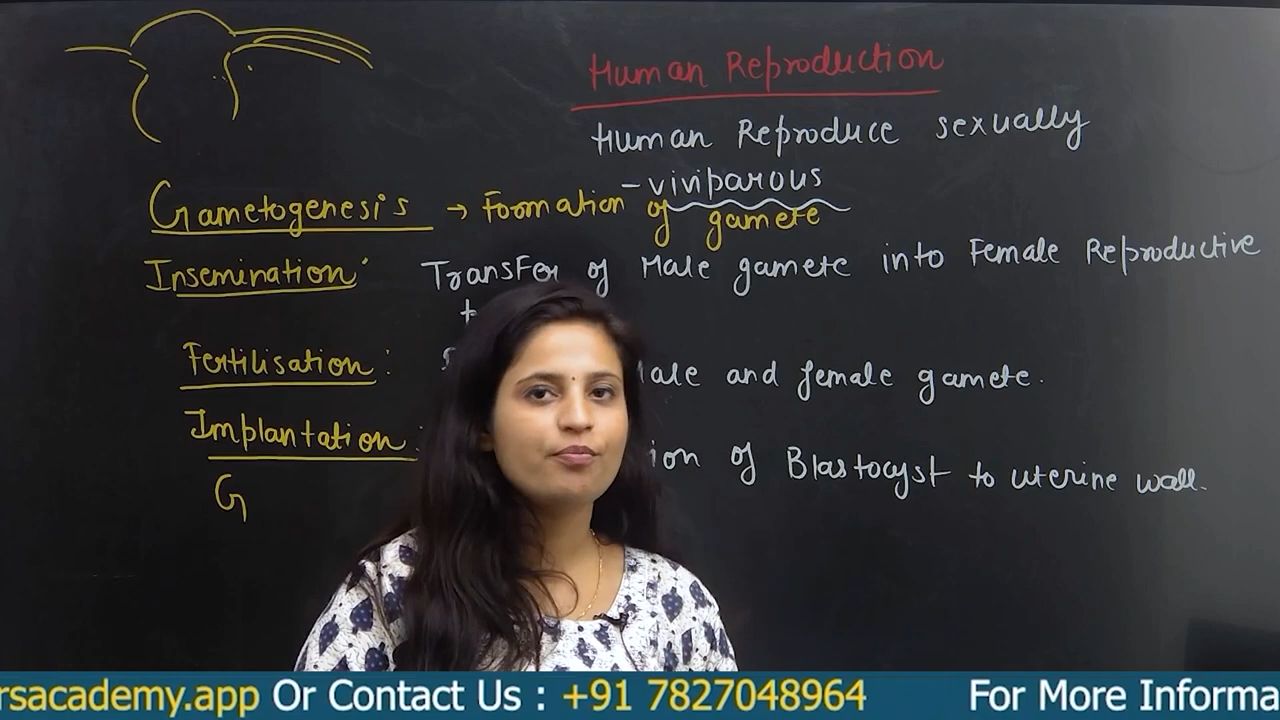 Human Reproduction
Human Reproduce sexually
- viviparous
Gametogenesis → Formation of gamete
Insemination: Transfer of Male gamete into Female Reproductive
Fertilisation: Male and female gamete.
Implantation: of Blastocyst to uterine wall.
G
rsacademy.app Or Contact Us : +91 7827048964 For More Informa